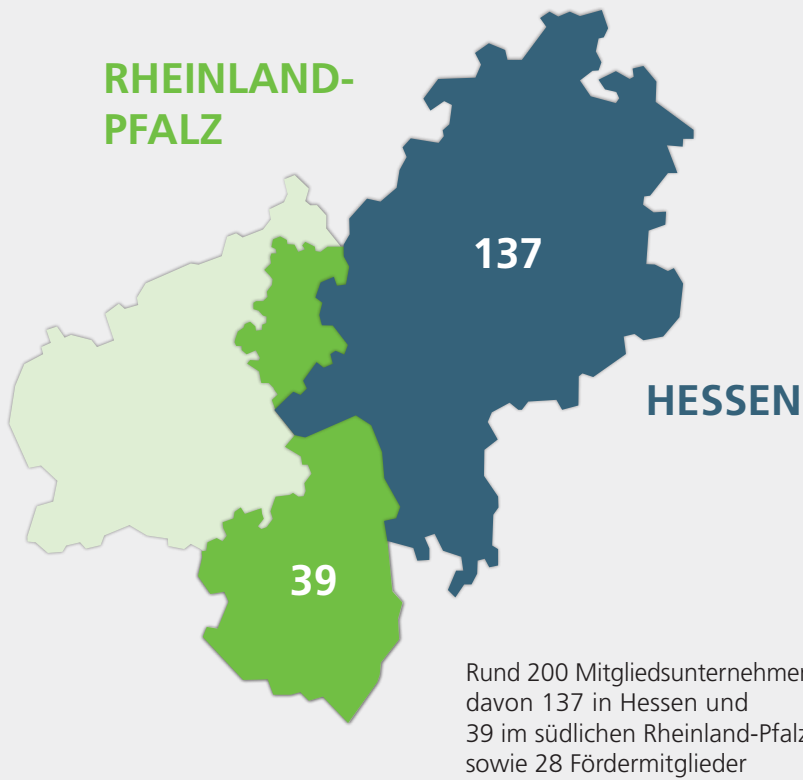 RHEINLAND-
PFALZ
137
HESSEN
39
Rund 200 Mitgliedsunternehmen
davon 137 in Hessen und
39 im südlichen Rheinland-Pfalz
sowie 28 Fördermitglieder